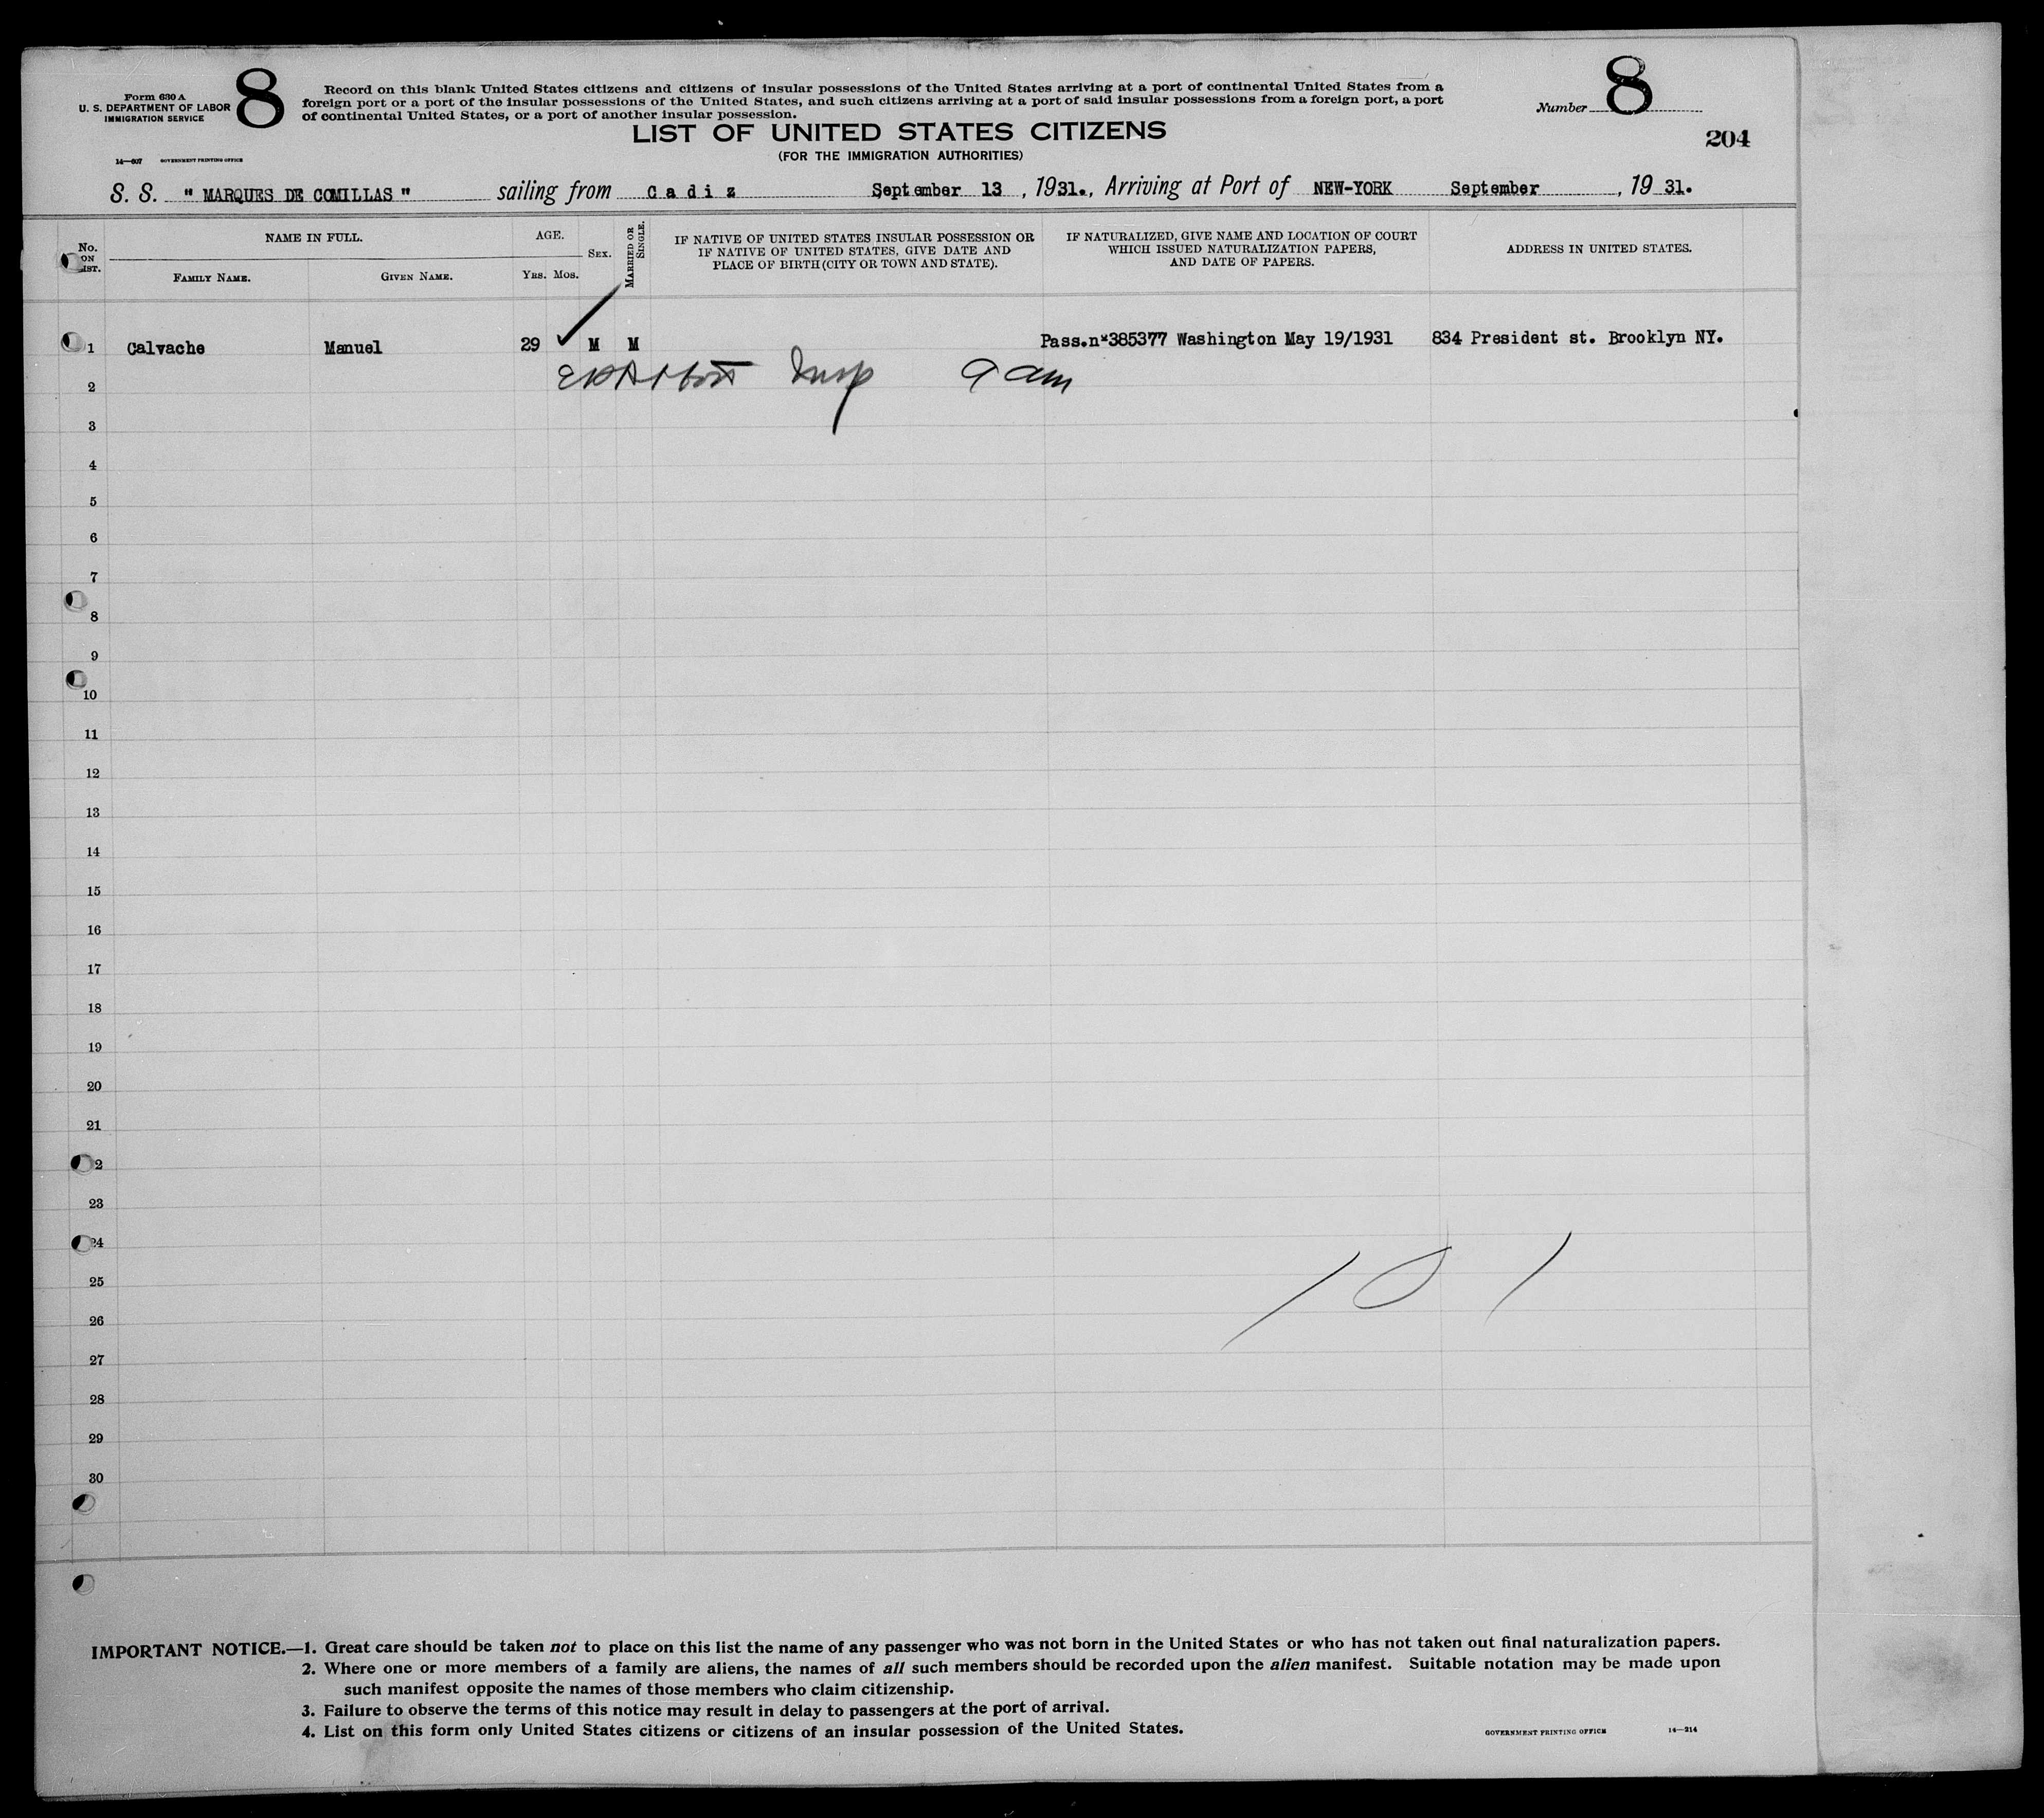 Form 630 A
U. S. DEPARTMENT OF LABOR
IMMIGRATION SERVICE
8
14—607 GOVERNMENT PRINTING OFFICE
Record on this blank United States citizens and citizens of insular possessions of the United States arriving at a port of continental United States from a
foreign port or a port of the insular possessions of the United States, and such citizens arriving at a port of said insular possessions from a foreign port, a port
of continental United States, or a port of another insular possession.
Number 8
204
LIST OF UNITED STATES CITIZENS
(FOR THE IMMIGRATION AUTHORITIES)
S. S. " MARQUES DE COMILLAS " sailing from Cadiz September 13 , 1931., Arriving at Port of NEW-YORK September , 19 31.
No. ON LIST.
NAME IN FULL.
FAMILY NAME. GIVEN NAME.
AGE.
YRS. MOS.
SEX.
MARRIED OR SINGLE.
IF NATIVE OF UNITED STATES INSULAR POSSESSION OR
IF NATIVE OF UNITED STATES, GIVE DATE AND
PLACE OF BIRTH (CITY OR TOWN AND STATE).
IF NATURALIZED, GIVE NAME AND LOCATION OF COURT
WHICH ISSUED NATURALIZATION PAPERS,
AND DATE OF PAPERS.
ADDRESS IN UNITED STATES.
1 Calvache Manuel 29 M M Pass.nº385377 Washington May 19/1931 834 President st. Brooklyn NY.
2 Insp 9 am
3
4
5
6
7
8
9
10
11
12
13
14
15
16
17
18
19
20
21
2
23
24
25
26
27
28
29
30
101
IMPORTANT NOTICE.—1. Great care should be taken not to place on this list the name of any passenger who was not born in the United States or who has not taken out final naturalization papers.
2. Where one or more members of a family are aliens, the names of all such members should be recorded upon the alien manifest. Suitable notation may be made upon
such manifest opposite the names of those members who claim citizenship.
3. Failure to observe the terms of this notice may result in delay to passengers at the port of arrival.
4. List on this form only United States citizens or citizens of an insular possession of the United States.
GOVERNMENT PRINTING OFFICE 14—214